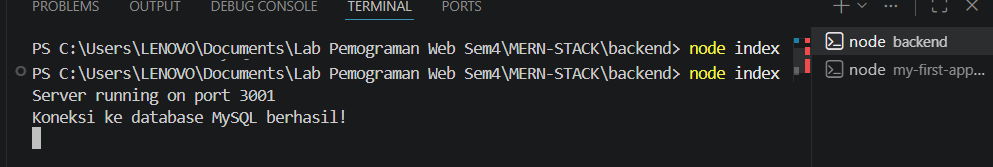 PROBLEMS OUTPUT DEBUG CONSOLE TERMINAL PORTS
PS C:\Users\LENOVO\Documents\Lab Pemograman Web Sem4\MERN-STACK\backend> node index
PS C:\Users\LENOVO\Documents\Lab Pemograman Web Sem4\MERN-STACK\backend> node index
Server running on port 3001
Koneksi ke database MySQL berhasil!
node backend
node my-first-app...